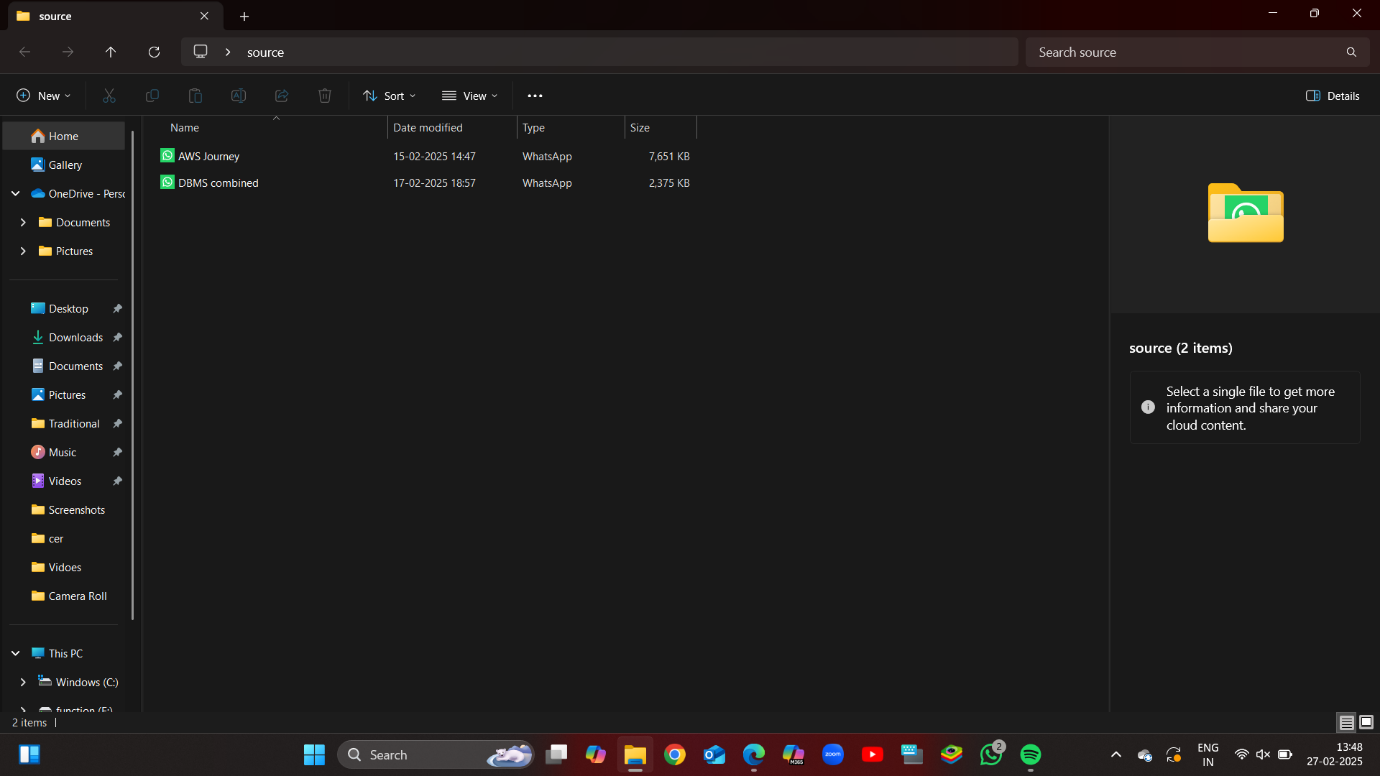 source
source
Search source
New
Sort
View
Details
Name Date modified Type Size
AWS Journey 15-02-2025 14:47 WhatsApp 7,651 KB
DBMS combined 17-02-2025 18:57 WhatsApp 2,375 KB
Home
Gallery
OneDrive - Perso
Documents
Pictures
Desktop
Downloads
Documents
Pictures
Traditional
Music
Videos
Screenshots
cer
Vidoes
Camera Roll
This PC
Windows (C:)
function (E:)
source (2 items)
Select a single file to get more
information and share your
cloud content.
2 items
Search
M365
zoom
2
ENG
IN
13:48
27-02-2025